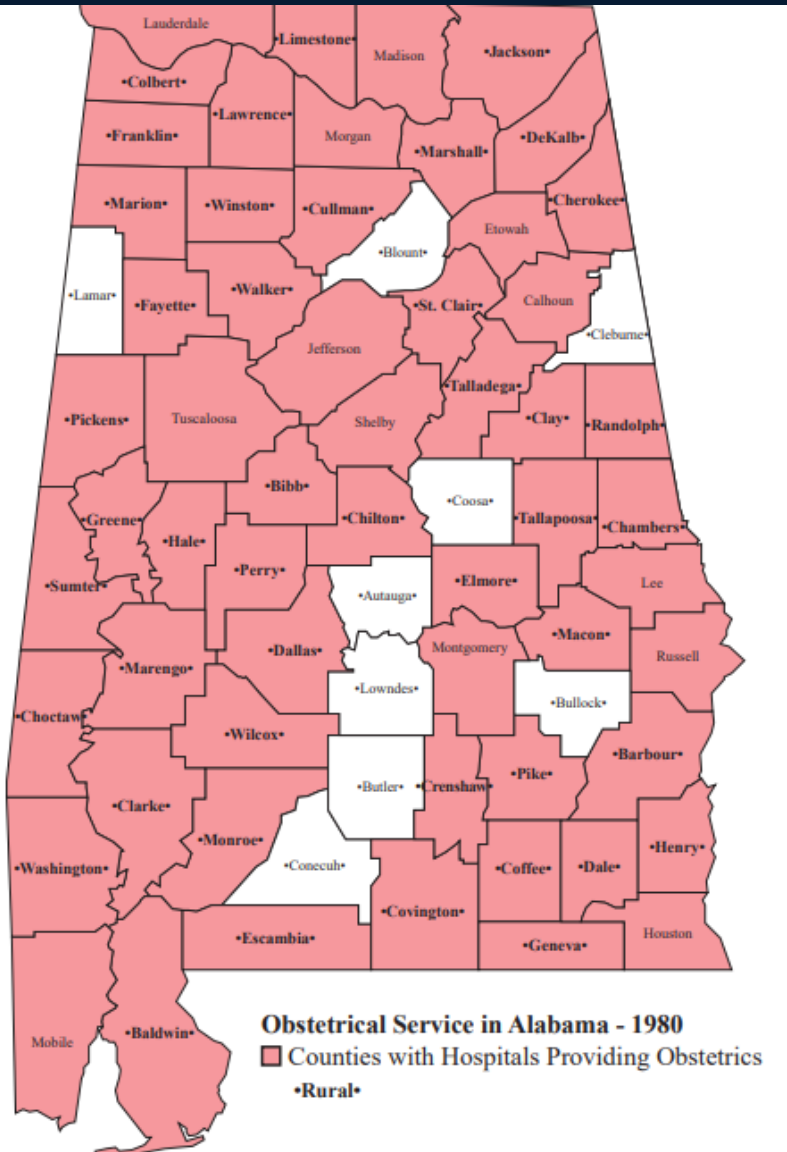 Lauderdale
•Limestone•
Madison
•Jackson•
•Colbert•
•Lawrence•
•Franklin•
Morgan
•Marshall•
•DeKalb•
•Marion•
•Winston•
•Cullman•
•Cherokee•
Etowah
•Blount•
•Lamar•
•Fayette•
•Walker•
•St. Clair•
Calhoun
•Cleburne•
Jefferson
•Talladega•
•Pickens•
Tuscaloosa
Shelby
•Clay•
•Randolph•
•Bibb•
•Coosa•
•Greene•
•Hale•
•Chilton•
•Tallapoosa•
•Chambers•
•Sumter•
•Perry•
•Autauga•
•Elmore•
Lee
•Marengo•
•Dallas•
Montgomery
•Macon•
Russell
•Choctaw•
•Lowndes•
•Bullock•
•Wilcox•
•Barbour•
•Clarke•
•Butler•
•Crenshaw•
•Pike•
•Monroe•
•Henry•
•Washington•
•Conecuh•
•Coffee•
•Dale•
•Covington•
•Escambia•
•Geneva•
Houston
Mobile
•Baldwin•
Obstetrical Service in Alabama - 1980
Counties with Hospitals Providing Obstetrics
•Rural•